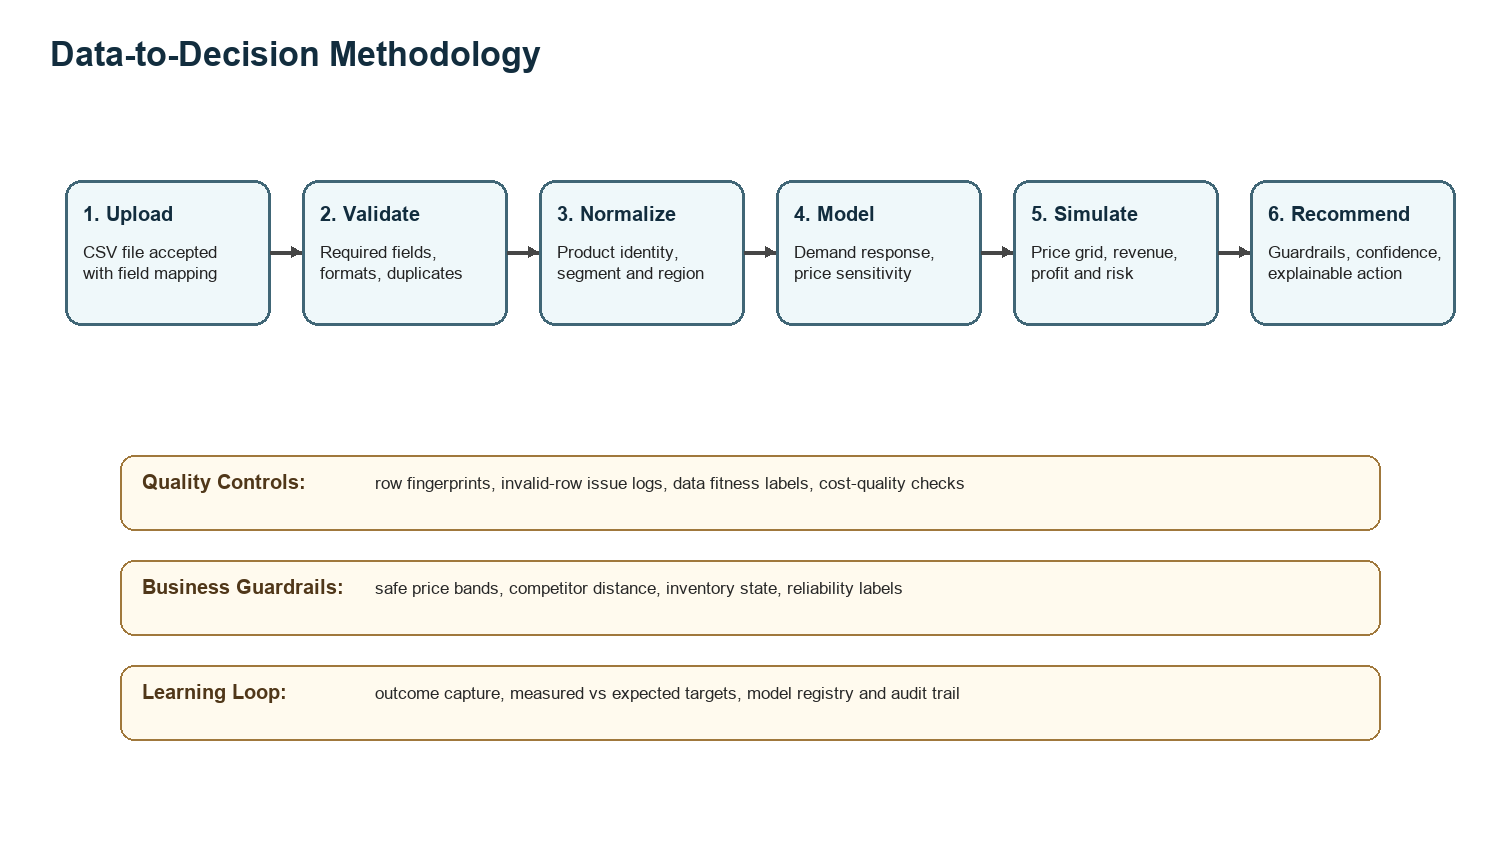 Data-to-Decision Methodology
1. Upload
CSV file accepted
with field mapping
2. Validate
Required fields,
formats, duplicates
3. Normalize
Product identity,
segment and region
4. Model
Demand response,
price sensitivity
5. Simulate
Price grid, revenue,
profit and risk
6. Recommend
Guardrails, confidence,
explainable action
Quality Controls: row fingerprints, invalid-row issue logs, data fitness labels, cost-quality checks
Business Guardrails: safe price bands, competitor distance, inventory state, reliability labels
Learning Loop: outcome capture, measured vs expected targets, model registry and audit trail